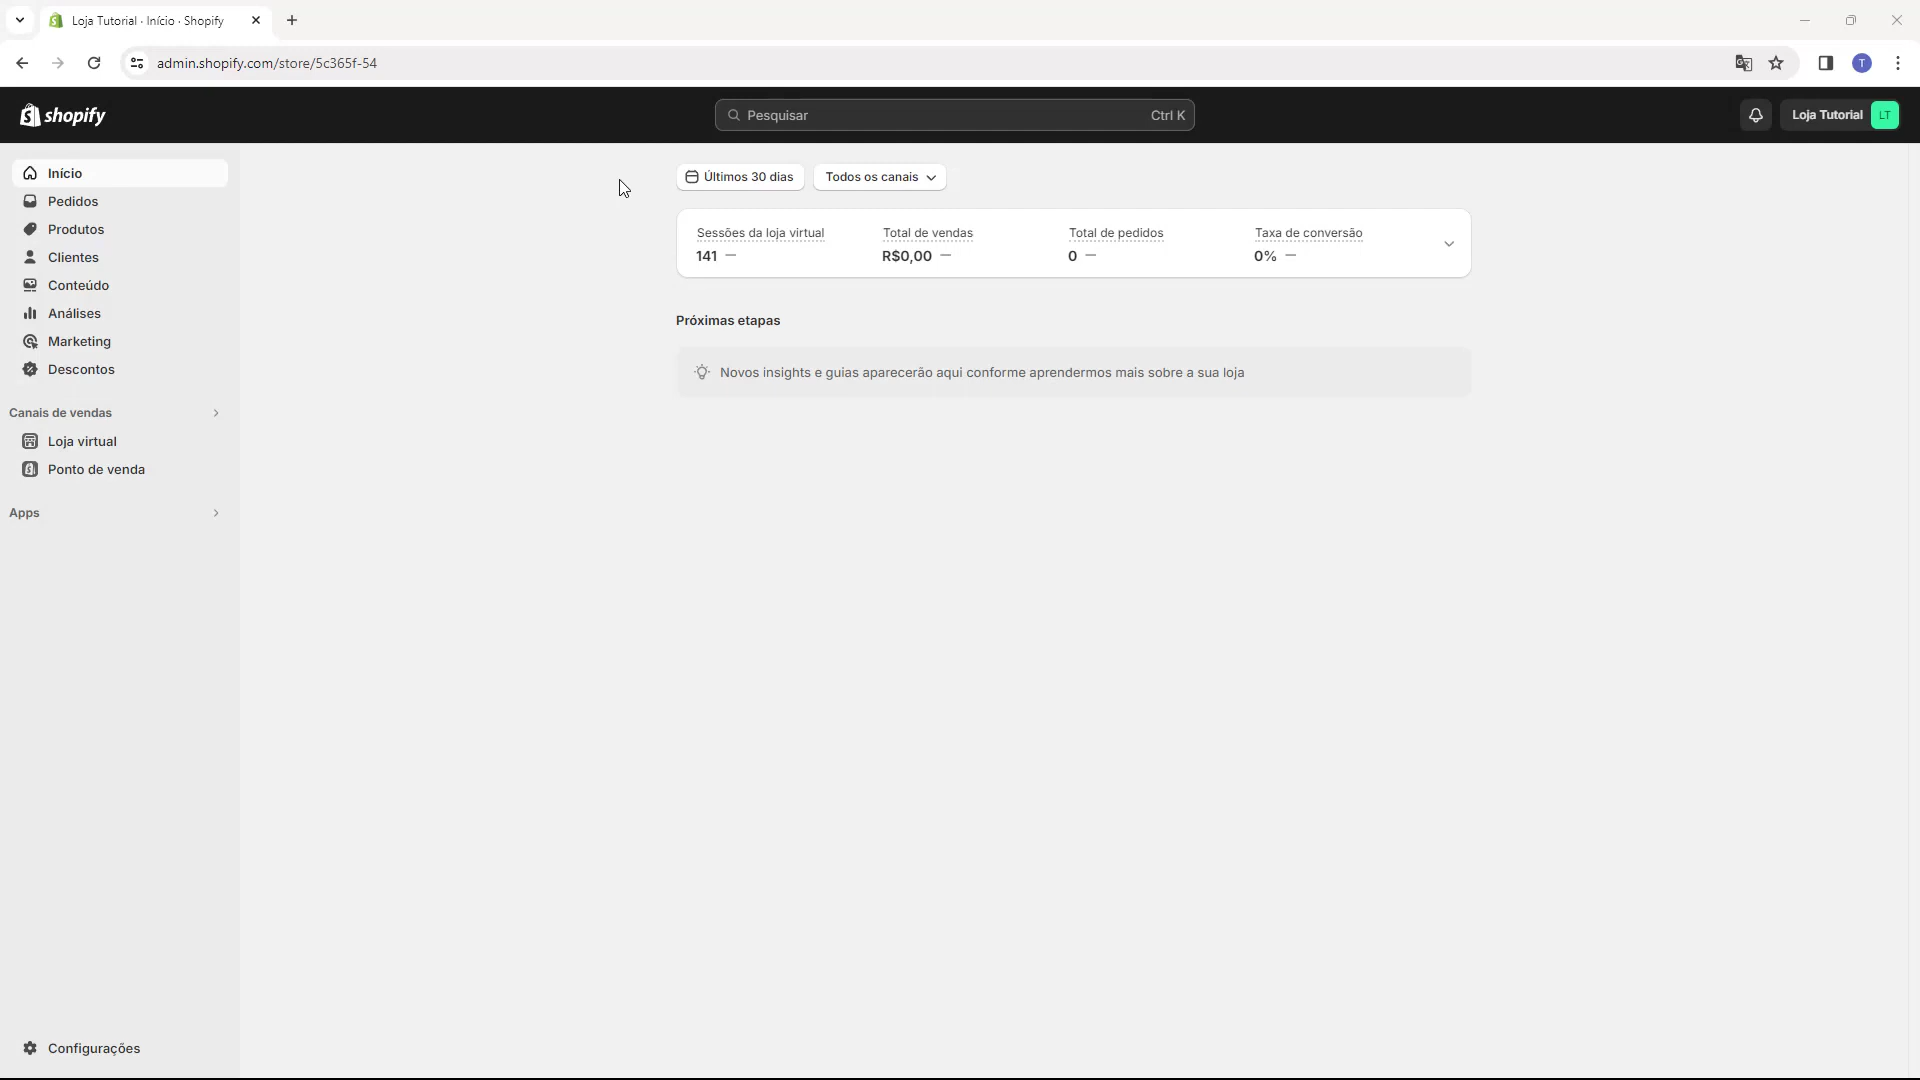 Loja Tutorial · Início · Shopify
admin.shopify.com/store/5c365f-54
T
shopify
Pesquisar
Ctrl K
Loja Tutorial
LT
Início
Pedidos
Produtos
Clientes
Conteúdo
Análises
Marketing
Descontos
Canais de vendas
Loja virtual
Ponto de venda
Apps
Configurações
Últimos 30 dias
Todos os canais
Sessões da loja virtual
141 —
Total de vendas
R$0,00 —
Total de pedidos
0 —
Taxa de conversão
0% —
Próximas etapas
Novos insights e guias aparecerão aqui conforme aprendermos mais sobre a sua loja